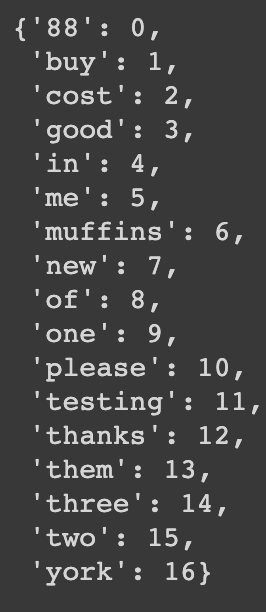 {'88': 0,
'buy': 1,
'cost': 2,
'good': 3,
'in': 4,
'me': 5,
'muffins': 6,
'new': 7,
'of': 8,
'one': 9,
'please': 10,
'testing': 11,
'thanks': 12,
'them': 13,
'three': 14,
'two': 15,
'york': 16}